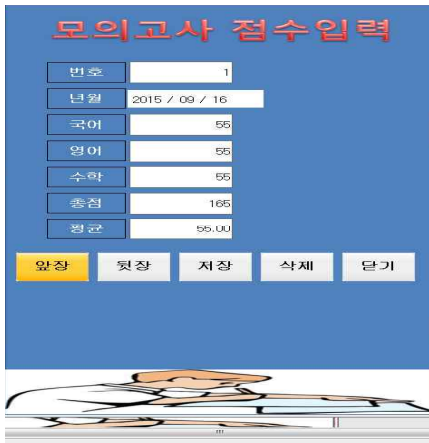 모의고사 점수입력
번호 1
년월 2015 / 09 / 16
국어 55
영어 55
수학 55
총점 165
평균 55.00
앞장 뒷장 저장 삭제 닫기